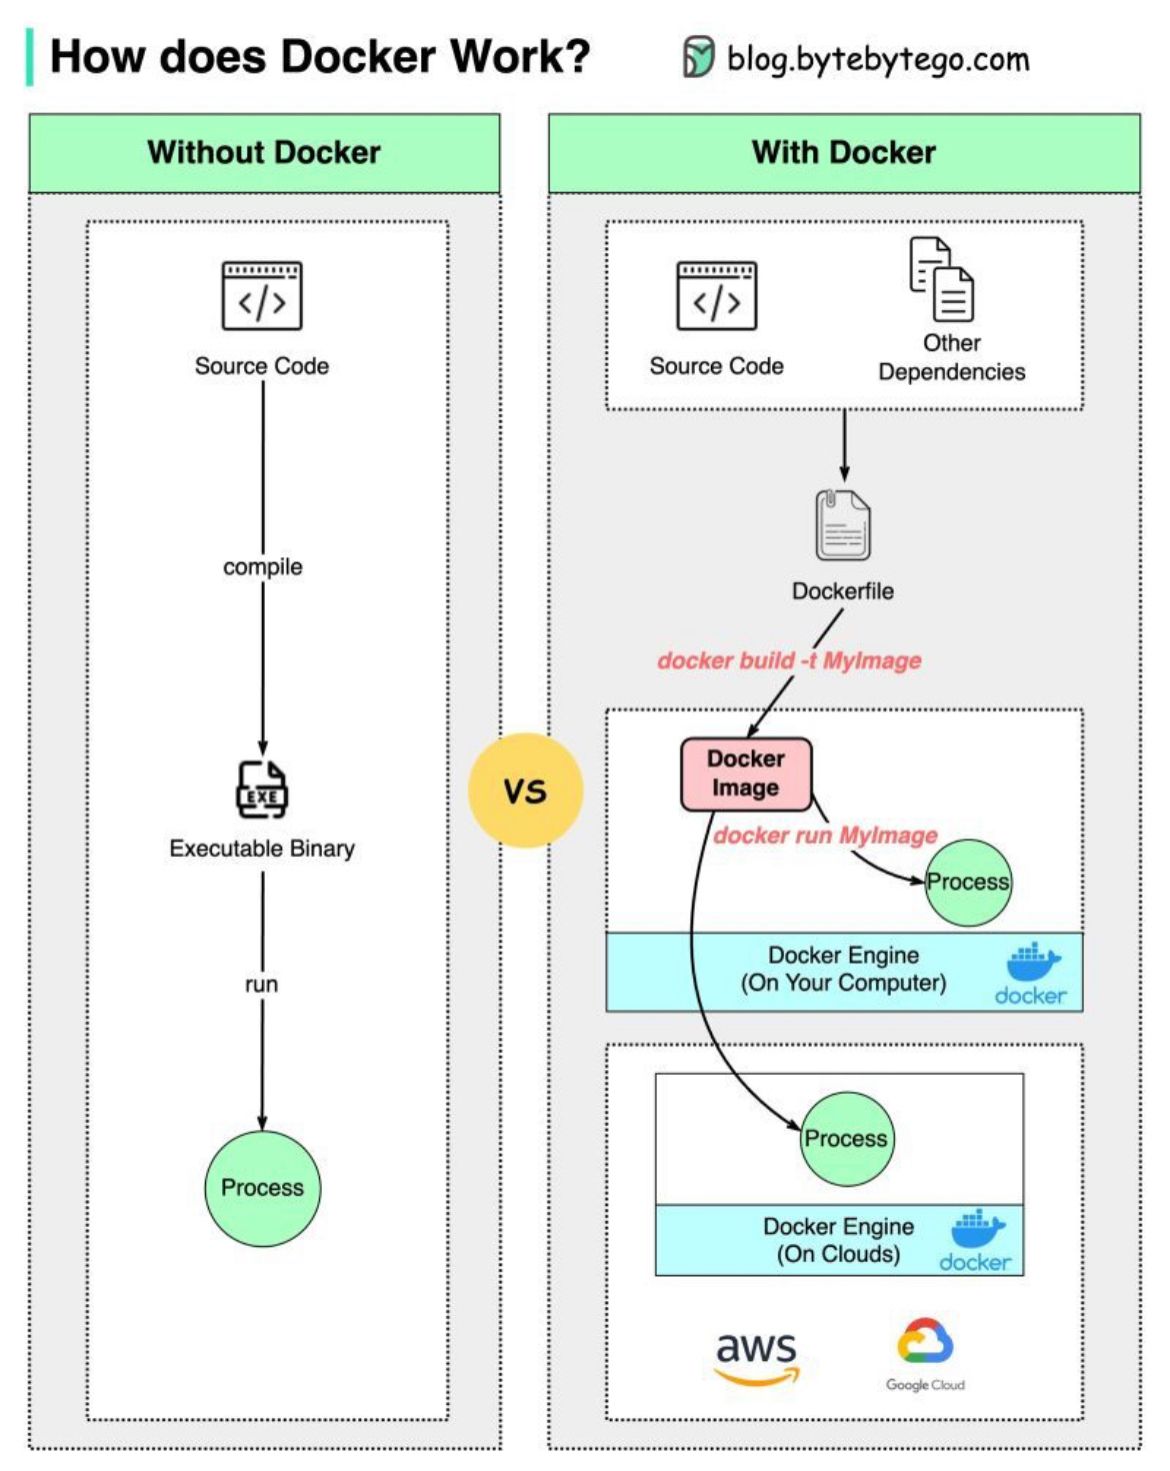 How does Docker Work?
blog.bytebytego.com
Without Docker
Source Code
compile
EXE
Executable Binary
run
Process
VS
With Docker
Source Code
Other
Dependencies
Dockerfile
docker build -t MyImage
Docker
Image
docker run MyImage
Process
Docker Engine
(On Your Computer)
docker
Process
Docker Engine
(On Clouds)
docker
aws
Google Cloud